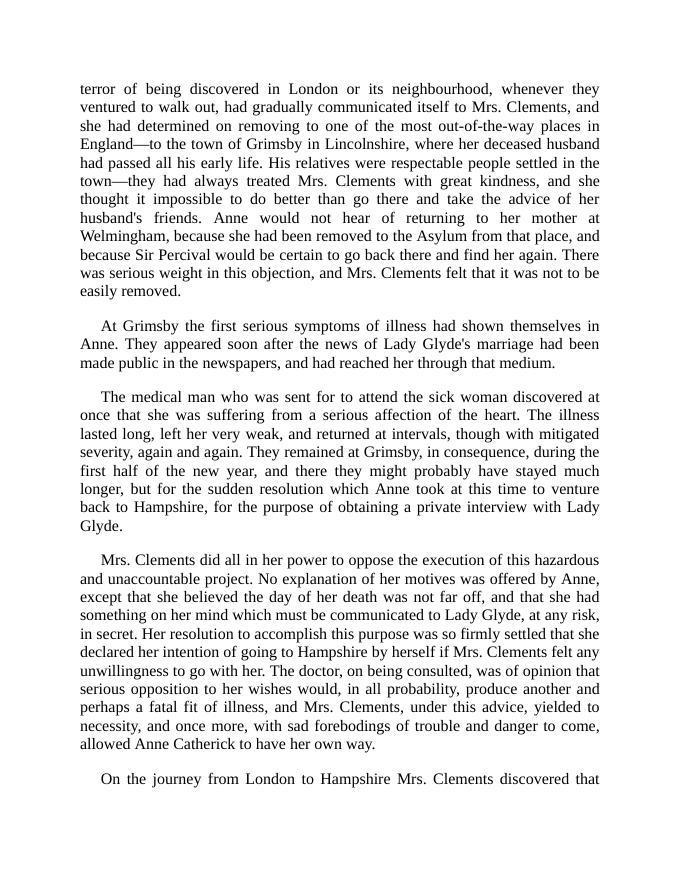 terror of being discovered in London or its neighbourhood, whenever they
ventured to walk out, had gradually communicated itself to Mrs. Clements, and
she had determined on removing to one of the most out-of-the-way places in
England—to the town of Grimsby in Lincolnshire, where her deceased husband
had passed all his early life. His relatives were respectable people settled in the
town—they had always treated Mrs. Clements with great kindness, and she
thought it impossible to do better than go there and take the advice of her
husband's friends. Anne would not hear of returning to her mother at
Welmingham, because she had been removed to the Asylum from that place, and
because Sir Percival would be certain to go back there and find her again. There
was serious weight in this objection, and Mrs. Clements felt that it was not to be
easily removed.
At Grimsby the first serious symptoms of illness had shown themselves in
Anne. They appeared soon after the news of Lady Glyde's marriage had been
made public in the newspapers, and had reached her through that medium.
The medical man who was sent for to attend the sick woman discovered at
once that she was suffering from a serious affection of the heart. The illness
lasted long, left her very weak, and returned at intervals, though with mitigated
severity, again and again. They remained at Grimsby, in consequence, during the
first half of the new year, and there they might probably have stayed much
longer, but for the sudden resolution which Anne took at this time to venture
back to Hampshire, for the purpose of obtaining a private interview with Lady
Glyde.
Mrs. Clements did all in her power to oppose the execution of this hazardous
and unaccountable project. No explanation of her motives was offered by Anne,
except that she believed the day of her death was not far off, and that she had
something on her mind which must be communicated to Lady Glyde, at any risk,
in secret. Her resolution to accomplish this purpose was so firmly settled that she
declared her intention of going to Hampshire by herself if Mrs. Clements felt any
unwillingness to go with her. The doctor, on being consulted, was of opinion that
serious opposition to her wishes would, in all probability, produce another and
perhaps a fatal fit of illness, and Mrs. Clements, under this advice, yielded to
necessity, and once more, with sad forebodings of trouble and danger to come,
allowed Anne Catherick to have her own way.
On the journey from London to Hampshire Mrs. Clements discovered that